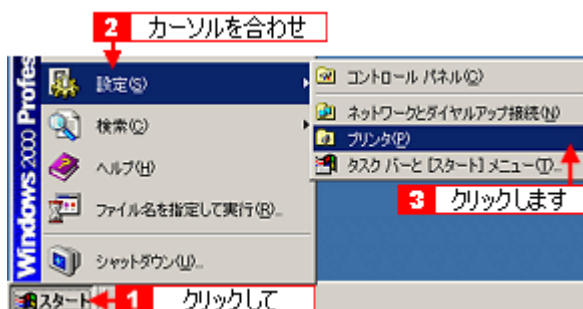 2 カーソルを合わせ
Windows 2000 Profes
設定(S)
検索(C)
ヘルプ(H)
ファイル名を指定して実行(R)...
シャットダウン(U)...
コントロール パネル(C)
ネットワークとダイヤルアップ接続(N)
プリンタ(P)
タスク バーと [スタート] メニュー(T)...
3 クリックします
スタート
1 クリックして